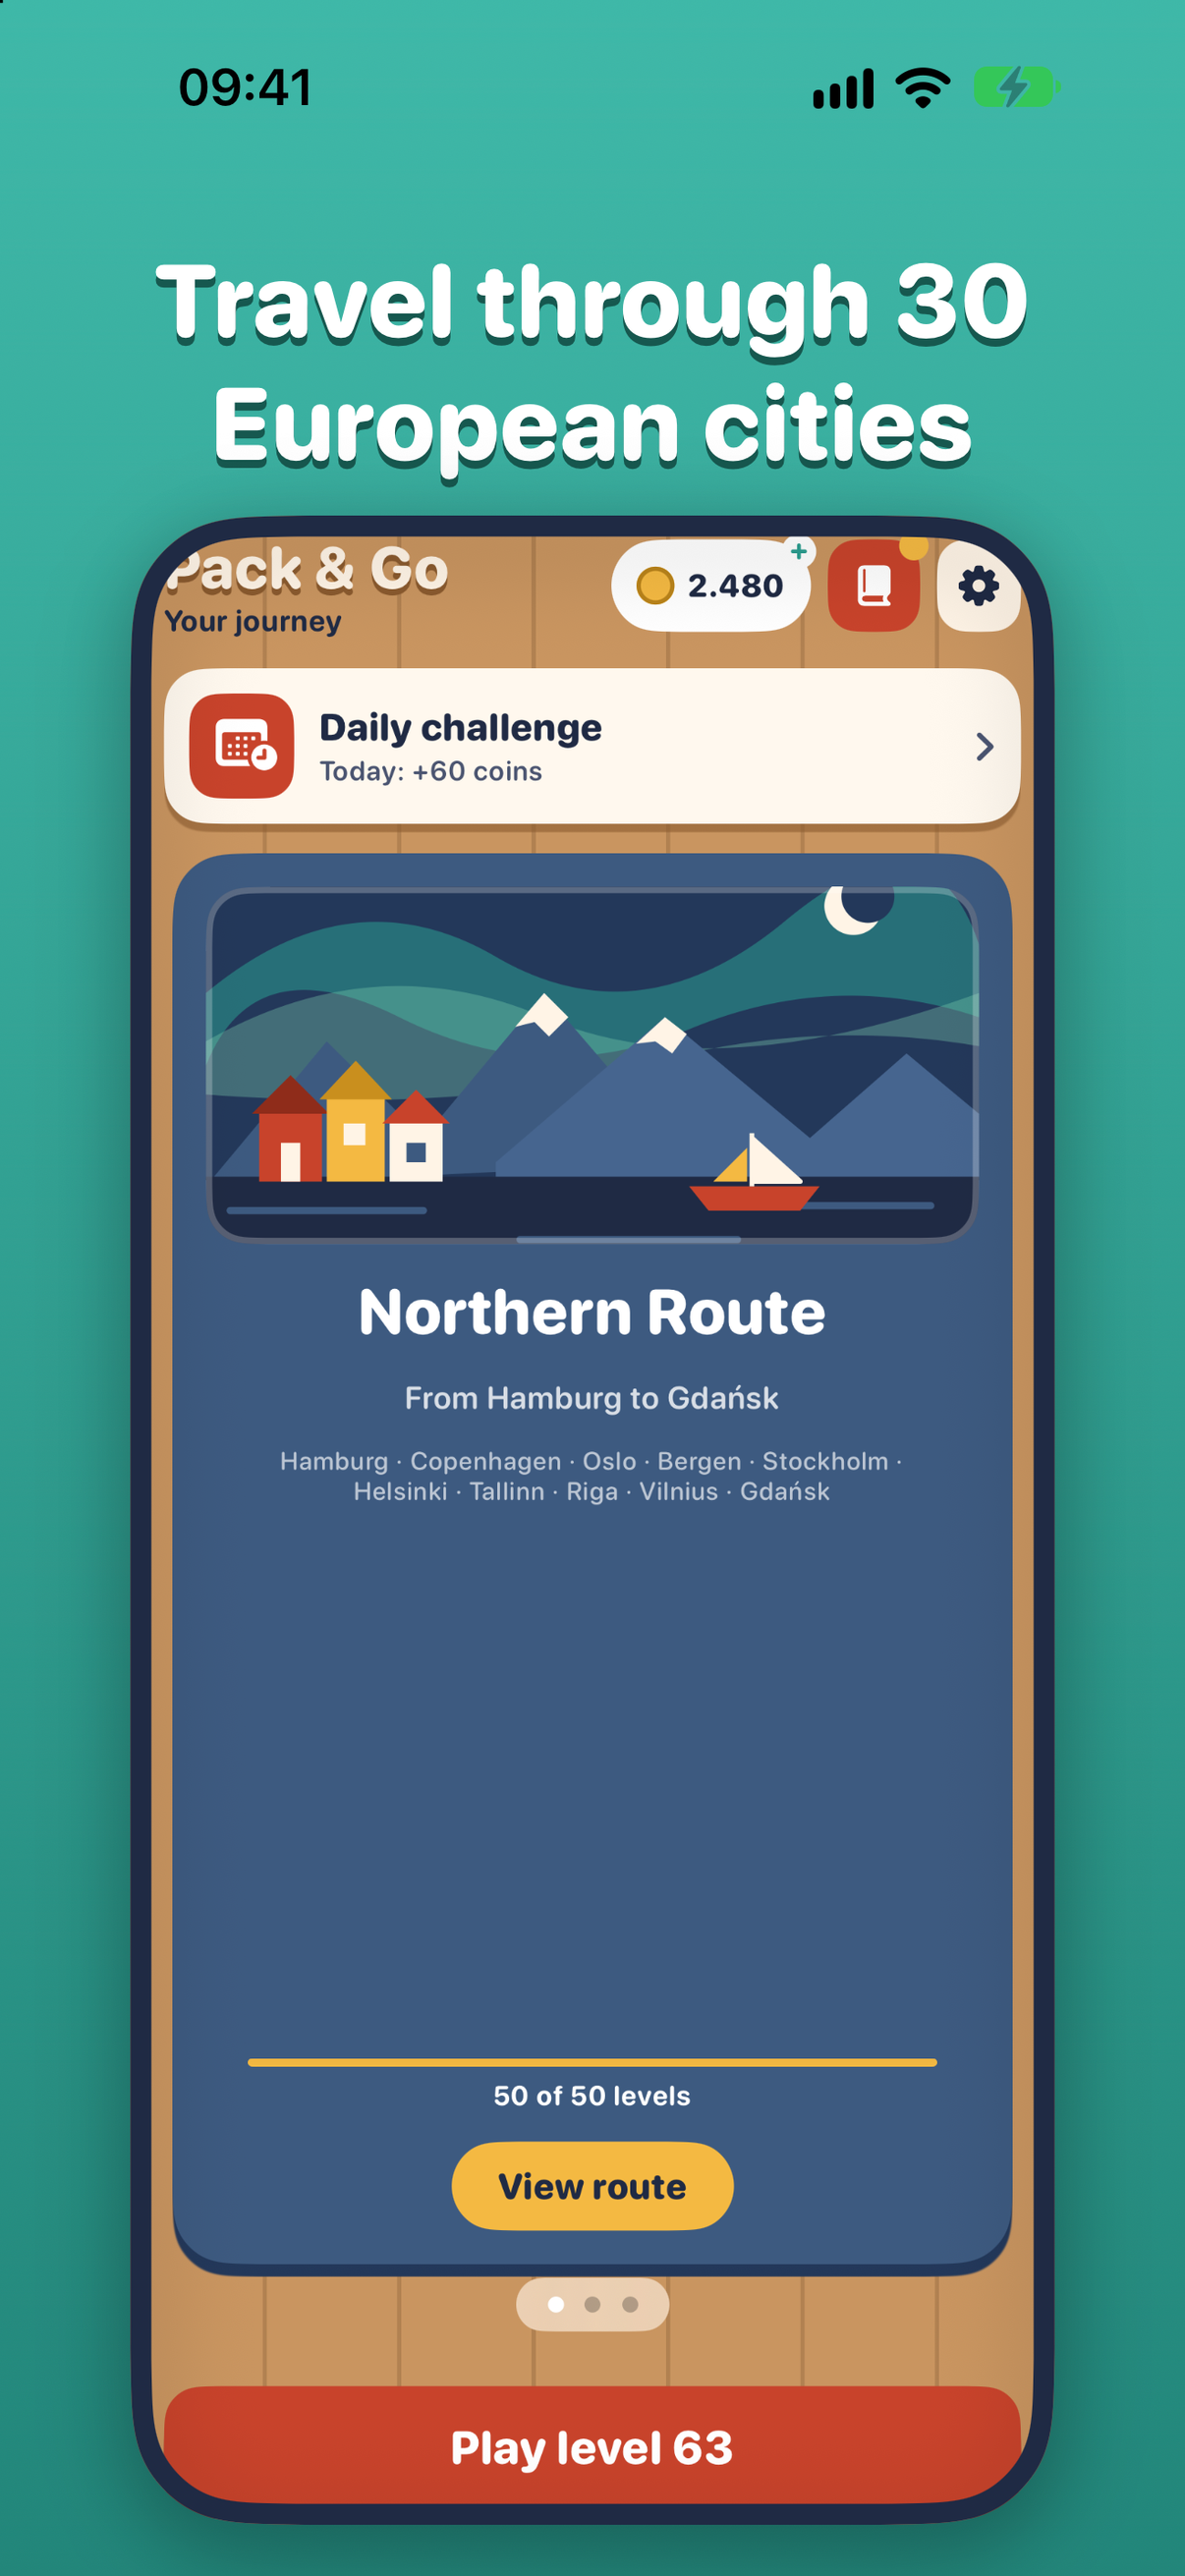 09:41
Travel through 30
European cities
Pack & Go
Your journey
2.480
Daily challenge
Today: +60 coins
Northern Route
From Hamburg to Gdańsk
Hamburg · Copenhagen · Oslo · Bergen · Stockholm ·
Helsinki · Tallinn · Riga · Vilnius · Gdańsk
50 of 50 levels
View route
Play level 63